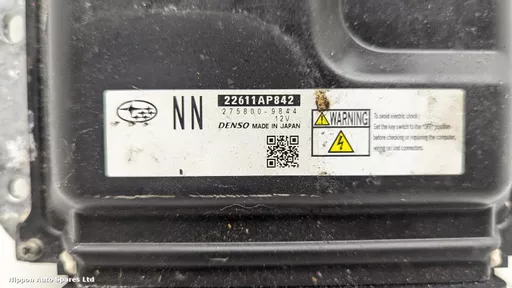 NN
22611AP842
275800-9844
12V
DENSO MADE IN JAPAN
WARNING
To avoid electric shock:
Set the key switch to the "OFF" position
before checking or repairing the computer,
wiring and connectors.
Nippon Auto Spares Ltd